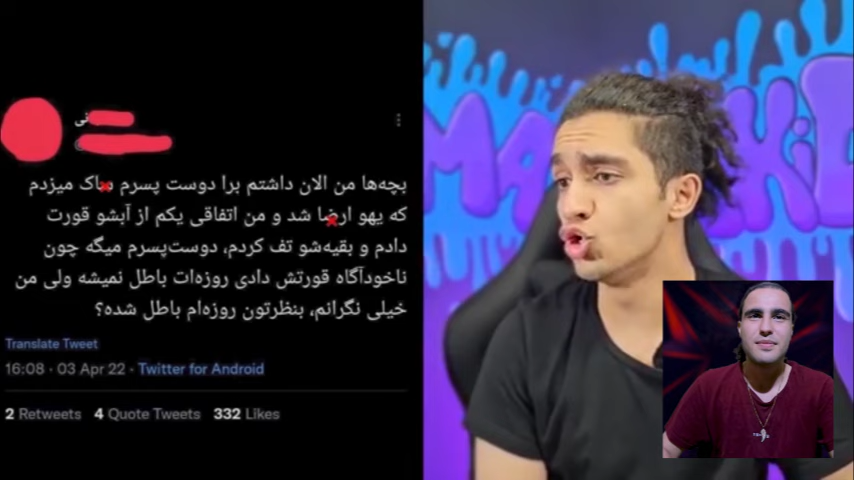 نی
بچه‌ها من الان داشتم برا دوست پسرم ساک میزدم
که یهو ارضا شد و من اتفاقی یکم از آبشو قورت
دادم و بقیه‌شو تف کردم، دوست‌پسرم میگه چون
ناخودآگاه قورتش دادی روزه‌ات باطل نمیشه ولی من
خیلی نگرانم، بنظرتون روزه‌ام باطل شده؟
Translate Tweet
16:08 · 03 Apr 22 · Twitter for Android
2 Retweets 4 Quote Tweets 332 Likes